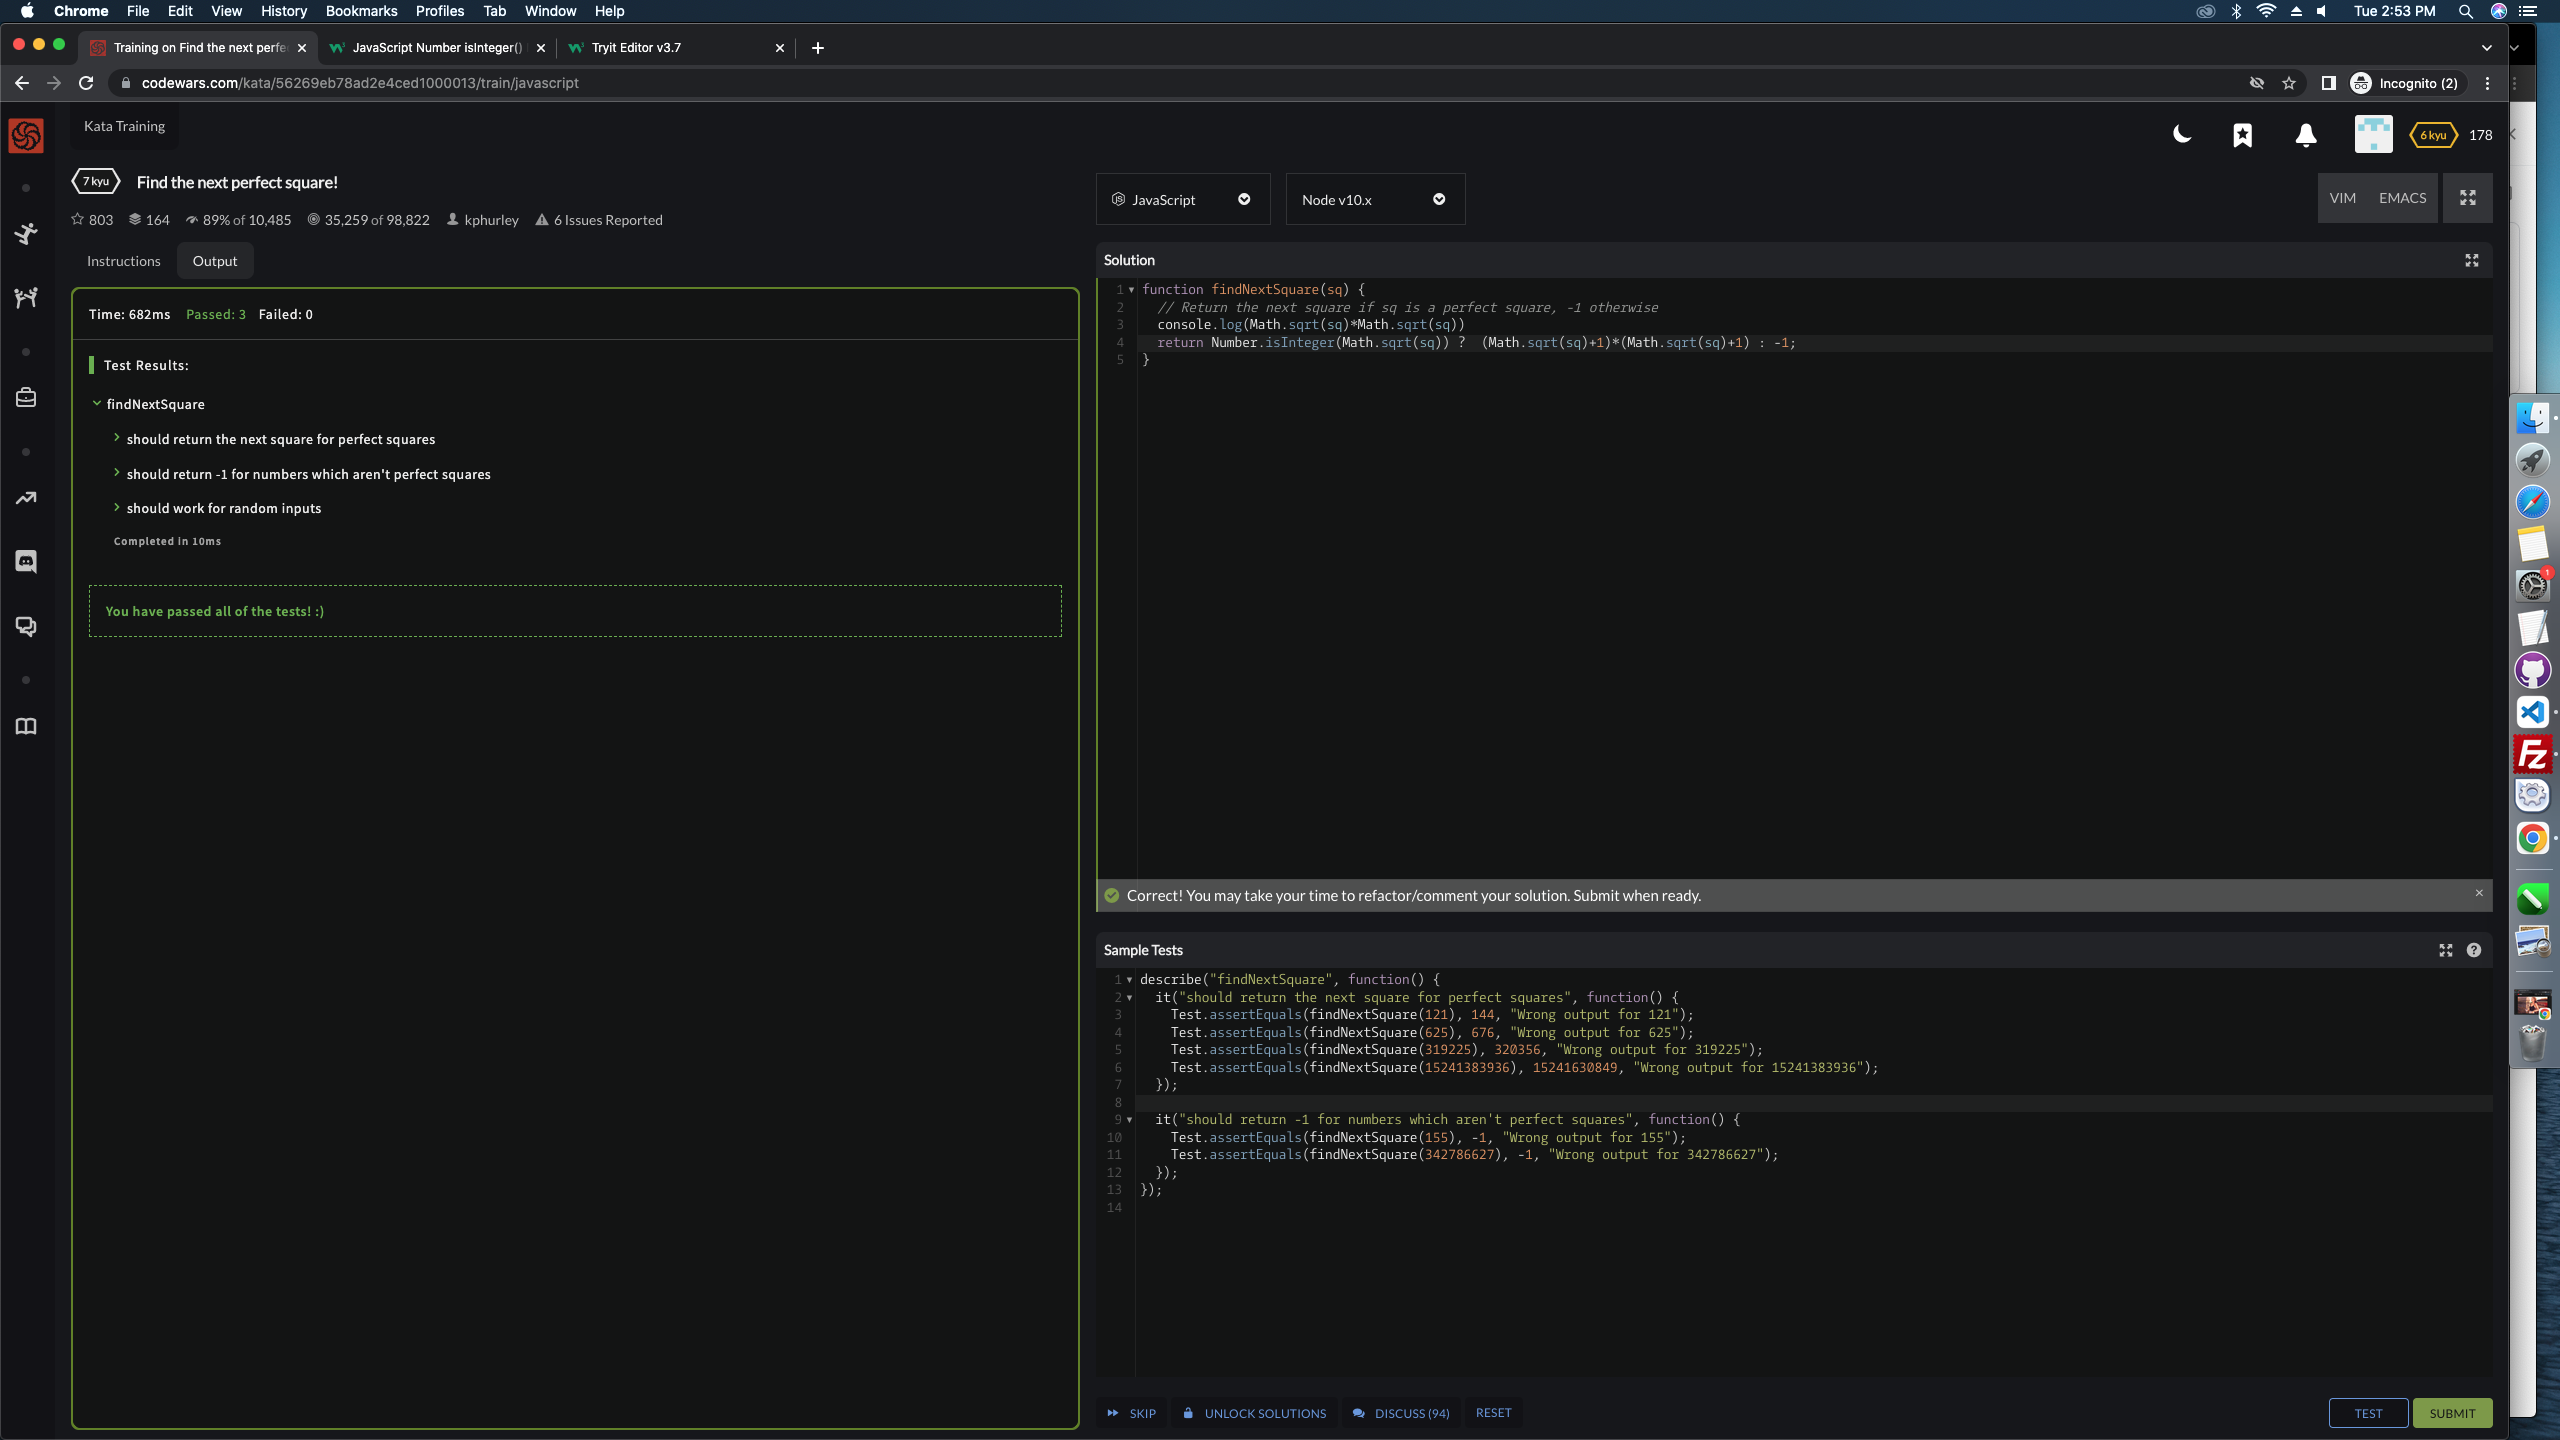 Chrome File Edit View History Bookmarks Profiles Tab Window Help
Tue 2:53 PM
Training on Find the next perfe
JavaScript Number isInteger()
Tryit Editor v3.7
codewars.com/kata/56269eb78ad2e4ced1000013/train/javascript
Incognito (2)
Kata Training
6 kyu 178
7 kyu Find the next perfect square!
803 164 89% of 10,485 35,259 of 98,822 kphurley 6 Issues Reported
JavaScript
Node v10.x
VIM EMACS
Instructions Output
Time: 682ms Passed: 3 Failed: 0
Test Results:
findNextSquare
should return the next square for perfect squares
should return -1 for numbers which aren't perfect squares
should work for random inputs
Completed in 10ms
You have passed all of the tests! :)
Solution
1 function findNextSquare(sq) {
2 // Return the next square if sq is a perfect square, -1 otherwise
3 console.log(Math.sqrt(sq)*Math.sqrt(sq))
4 return Number.isInteger(Math.sqrt(sq)) ?  (Math.sqrt(sq)+1)*(Math.sqrt(sq)+1) : -1;
5 }
Correct! You may take your time to refactor/comment your solution. Submit when ready.
Sample Tests
1 describe("findNextSquare", function() {
2 it("should return the next square for perfect squares", function() {
3 Test.assertEquals(findNextSquare(121), 144, "Wrong output for 121");
4 Test.assertEquals(findNextSquare(625), 676, "Wrong output for 625");
5 Test.assertEquals(findNextSquare(319225), 320356, "Wrong output for 319225");
6 Test.assertEquals(findNextSquare(15241383936), 15241630849, "Wrong output for 15241383936");
7 });
8
9 it("should return -1 for numbers which aren't perfect squares", function() {
10 Test.assertEquals(findNextSquare(155), -1, "Wrong output for 155");
11 Test.assertEquals(findNextSquare(342786627), -1, "Wrong output for 342786627");
12 });
13 });
14
SKIP UNLOCK SOLUTIONS DISCUSS (94) RESET
TEST SUBMIT
1
Fz